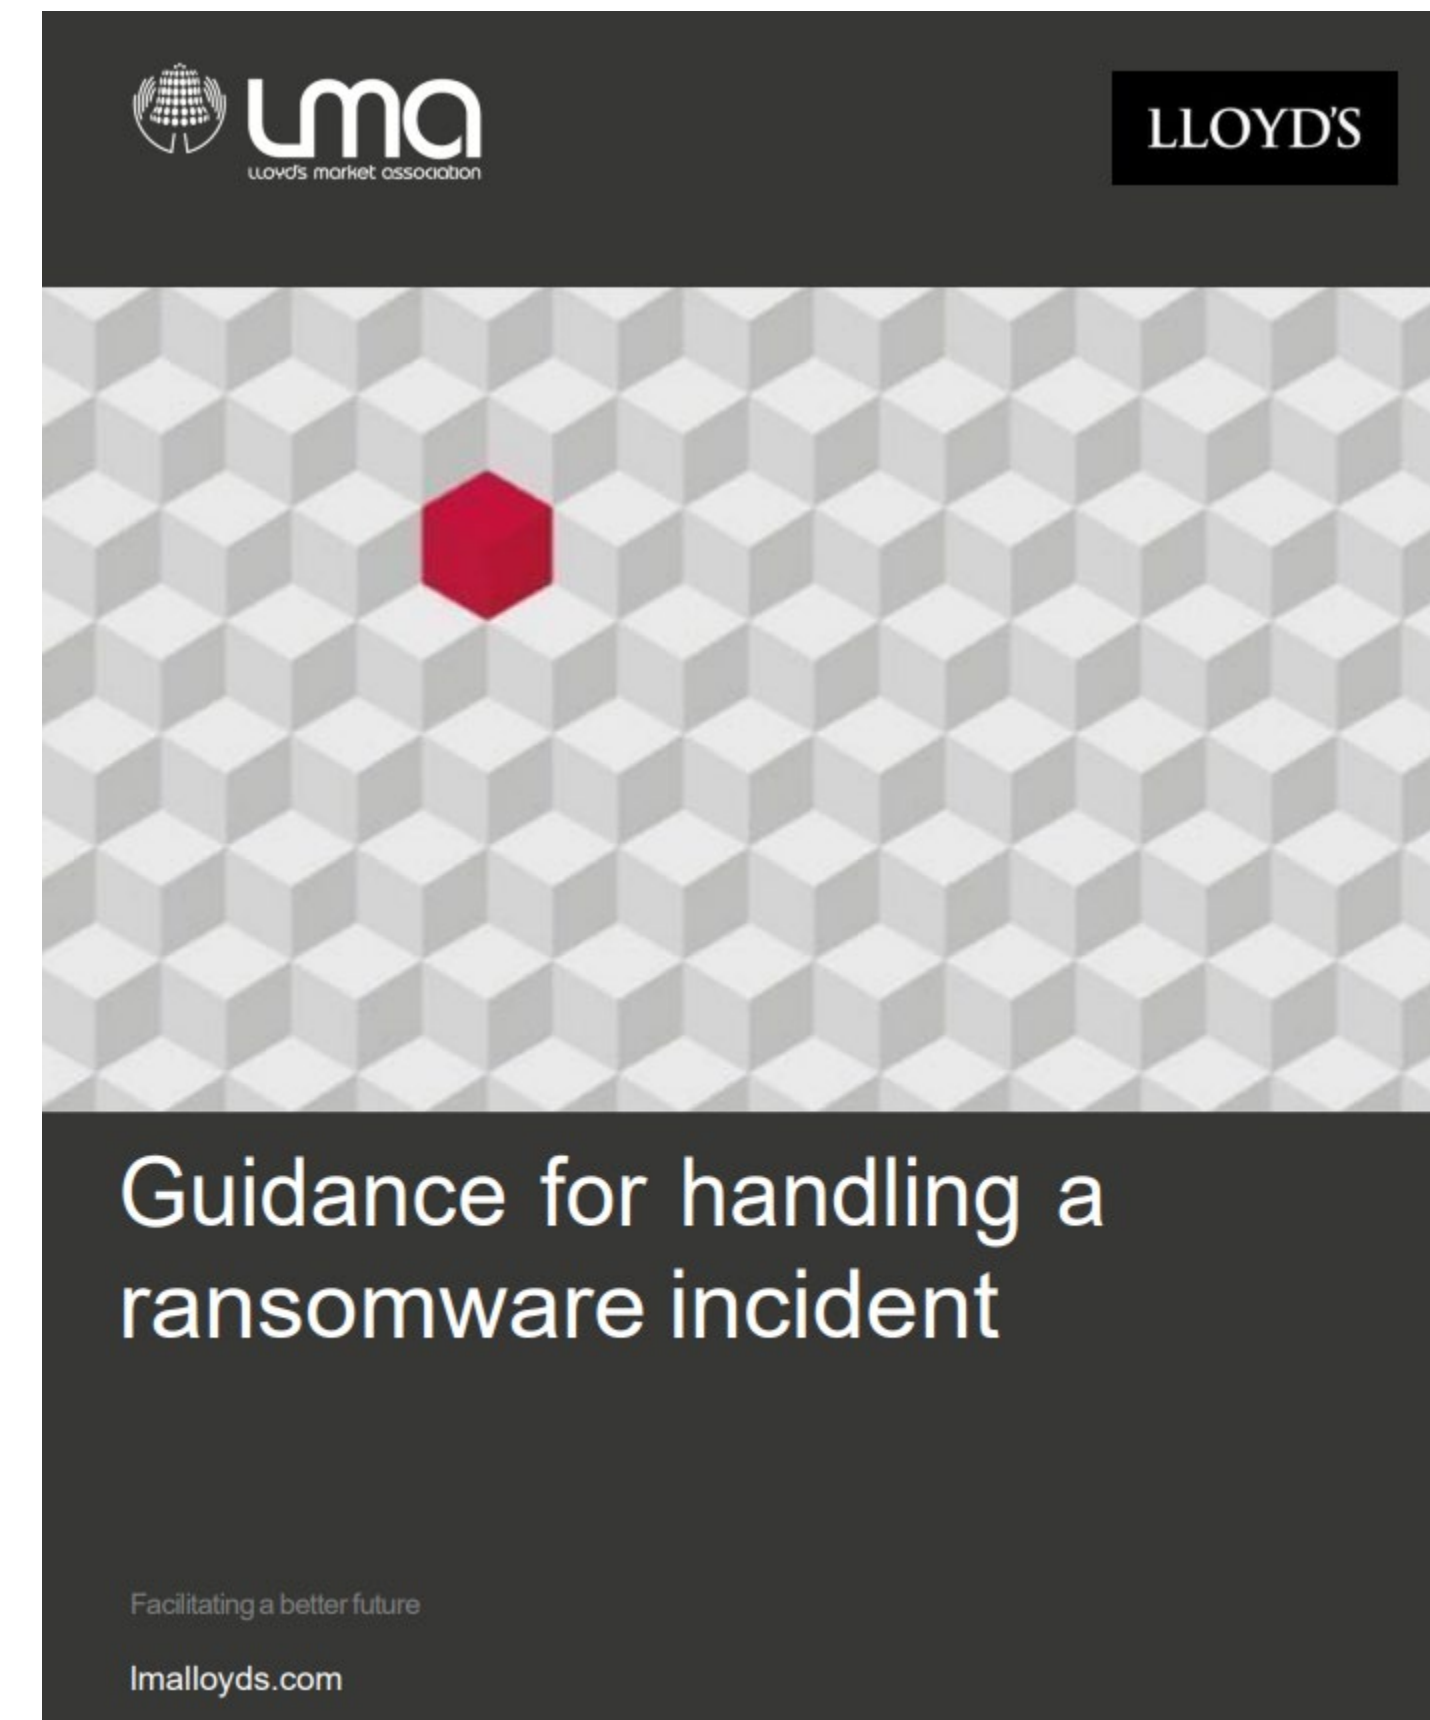 lma
lloyd's market association
LLOYD'S
Guidance for handling a
ransomware incident
Facilitating a better future
lmalloyds.com